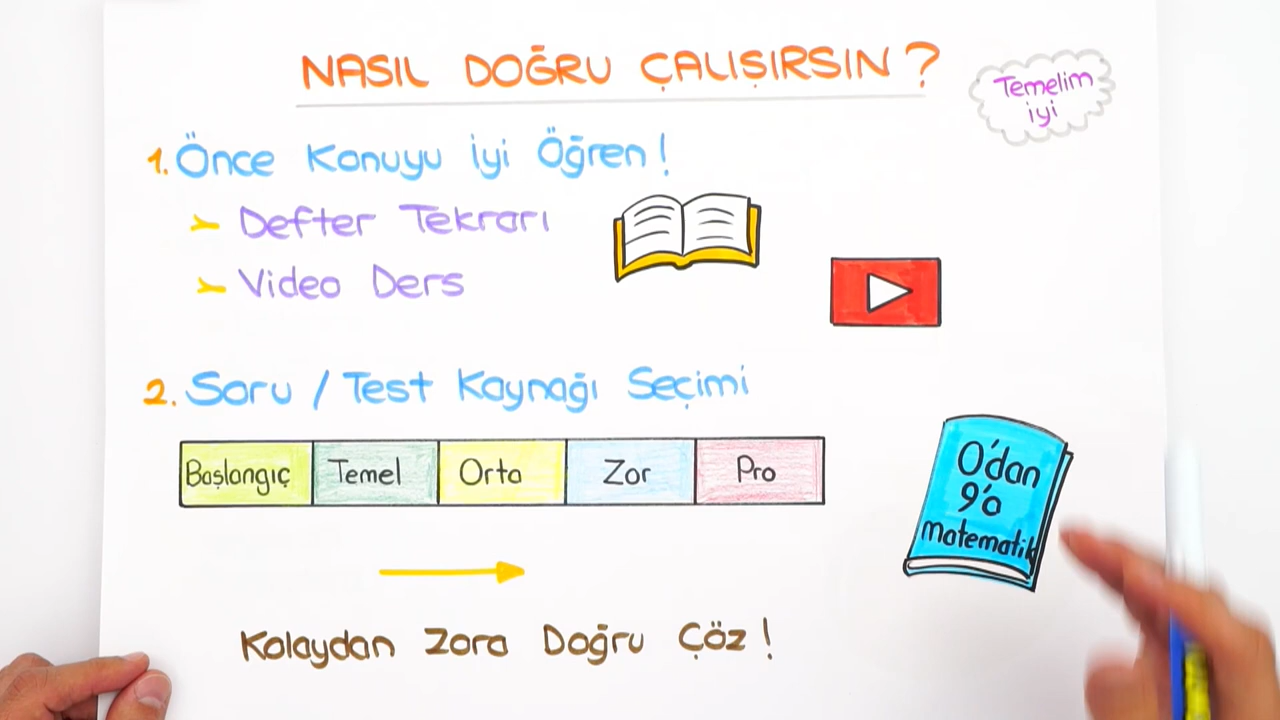 NASIL DOĞRU ÇALIŞIRSIN?
Temelim
iyi
1. Önce Konuyu İyi Öğren!
➤ Defter Tekrarı
➤ Video Ders
2. Soru / Test Kaynağı Seçimi
Başlangıç Temel Orta Zor Pro
0'dan
9'a
matematik
Kolaydan Zora Doğru Çöz!